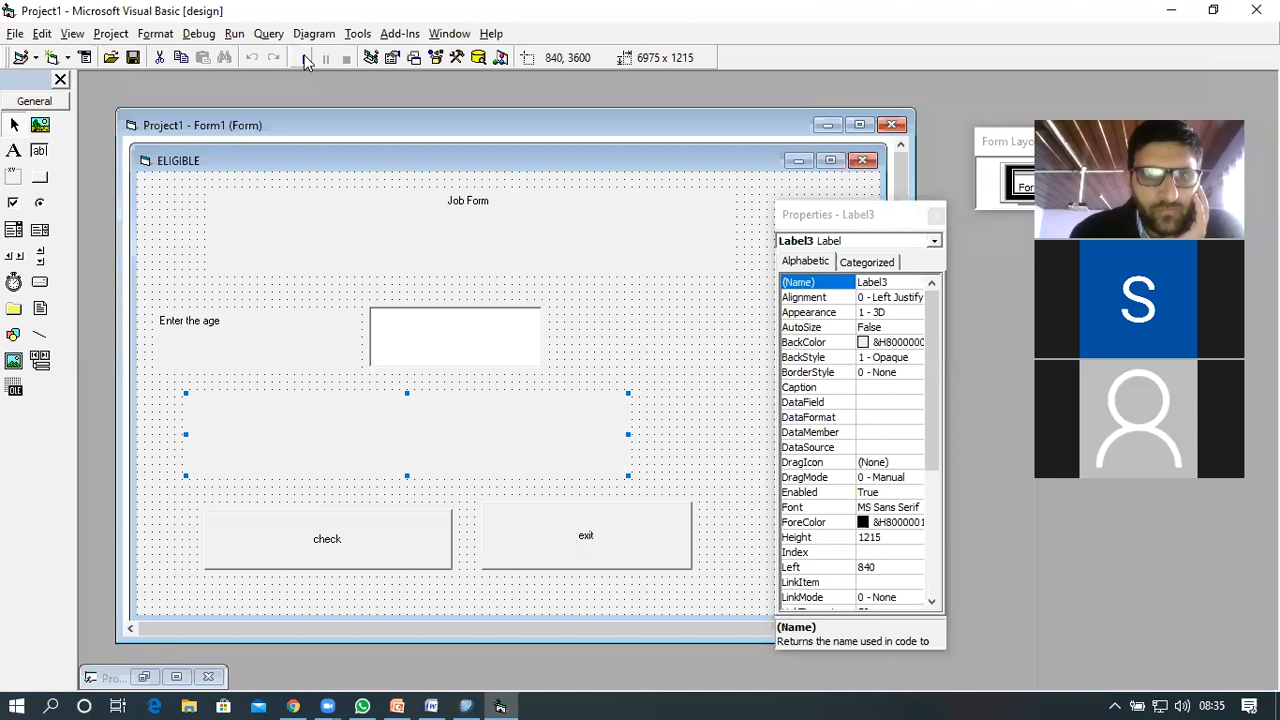 Project1 - Microsoft Visual Basic [design]
File Edit View Project Format Debug Run Query Diagram Tools Add-Ins Window Help
840, 3600 6975 x 1215
General
Project1 - Form1 (Form)
ELIGIBLE
Job Form
Enter the age
check
exit
Form Layou
For
Properties - Label3
Label3 Label
Alphabetic Categorized
(Name) Label3
Alignment 0 - Left Justify
Appearance 1 - 3D
AutoSize False
BackColor &H8000000
BackStyle 1 - Opaque
BorderStyle 0 - None
Caption
DataField
DataFormat
DataMember
DataSource
DragIcon (None)
DragMode 0 - Manual
Enabled True
Font MS Sans Serif
ForeColor &H8000001
Height 1215
Index
Left 840
LinkItem
LinkMode 0 - None
(Name)
Returns the name used in code to
S
Pro...
08:35